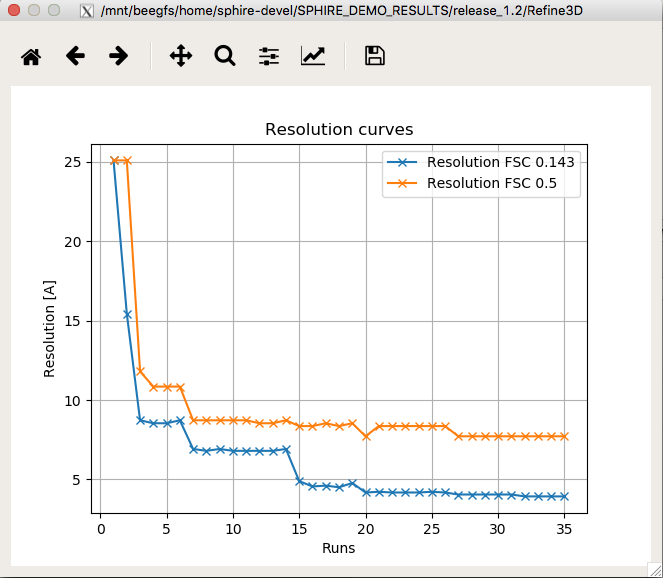 /mnt/beegfs/home/sphire-devel/SPHIRE_DEMO_RESULTS/release_1.2/Refine3D
Resolution curves
Resolution FSC 0.143
Resolution FSC 0.5
25
20
15
10
5
Resolution [A]
0 5 10 15 20 25 30 35
Runs